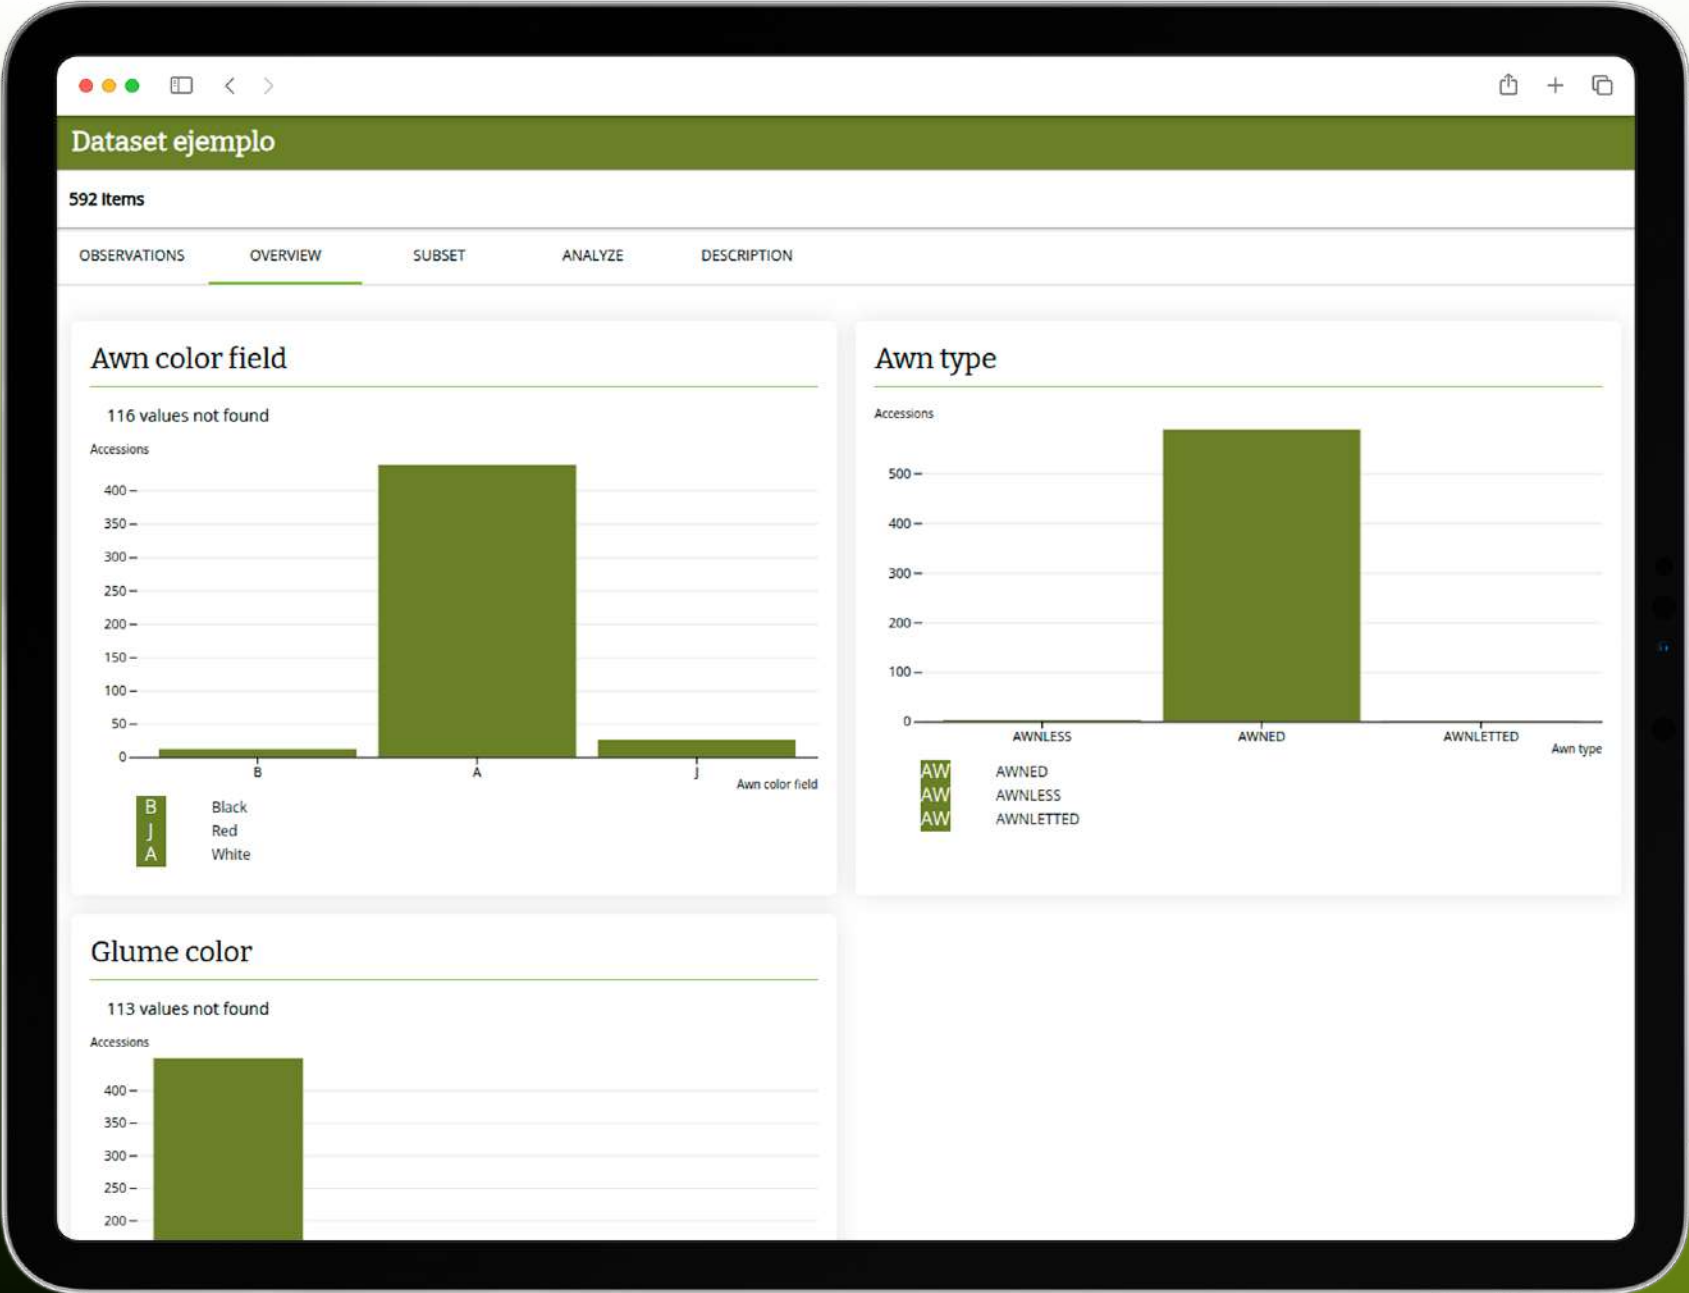 Dataset ejemplo
592 Items
OBSERVATIONS OVERVIEW SUBSET ANALYZE DESCRIPTION
Awn color field
116 values not found
Accessions
400
350
300
250
200
150
100
50
0
B A J
Awn color field
B Black
J Red
A White
Awn type
Accessions
500
400
300
200
100
0
AWNLESS AWNED AWNLETTED
Awn type
AW AWNED
AW AWNLESS
AW AWNLETTED
Glume color
113 values not found
Accessions
400
350
300
250
200